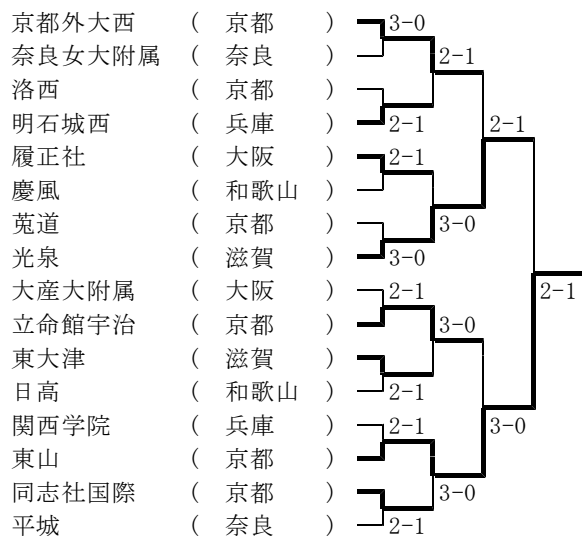 京都外大西 ( 京都 ) 3-0
奈良女大附属 ( 奈良 ) 2-1
洛西 ( 京都 )
明石城西 ( 兵庫 ) 2-1 2-1
履正社 ( 大阪 ) 2-1
慶風 ( 和歌山 )
莵道 ( 京都 ) 3-0
光泉 ( 滋賀 ) 3-0
大産大附属 ( 大阪 ) 2-1 2-1
立命館宇治 ( 京都 ) 3-0
東大津 ( 滋賀 )
日高 ( 和歌山 ) 2-1
関西学院 ( 兵庫 ) 2-1 3-0
東山 ( 京都 )
同志社国際 ( 京都 ) 3-0
平城 ( 奈良 ) 2-1